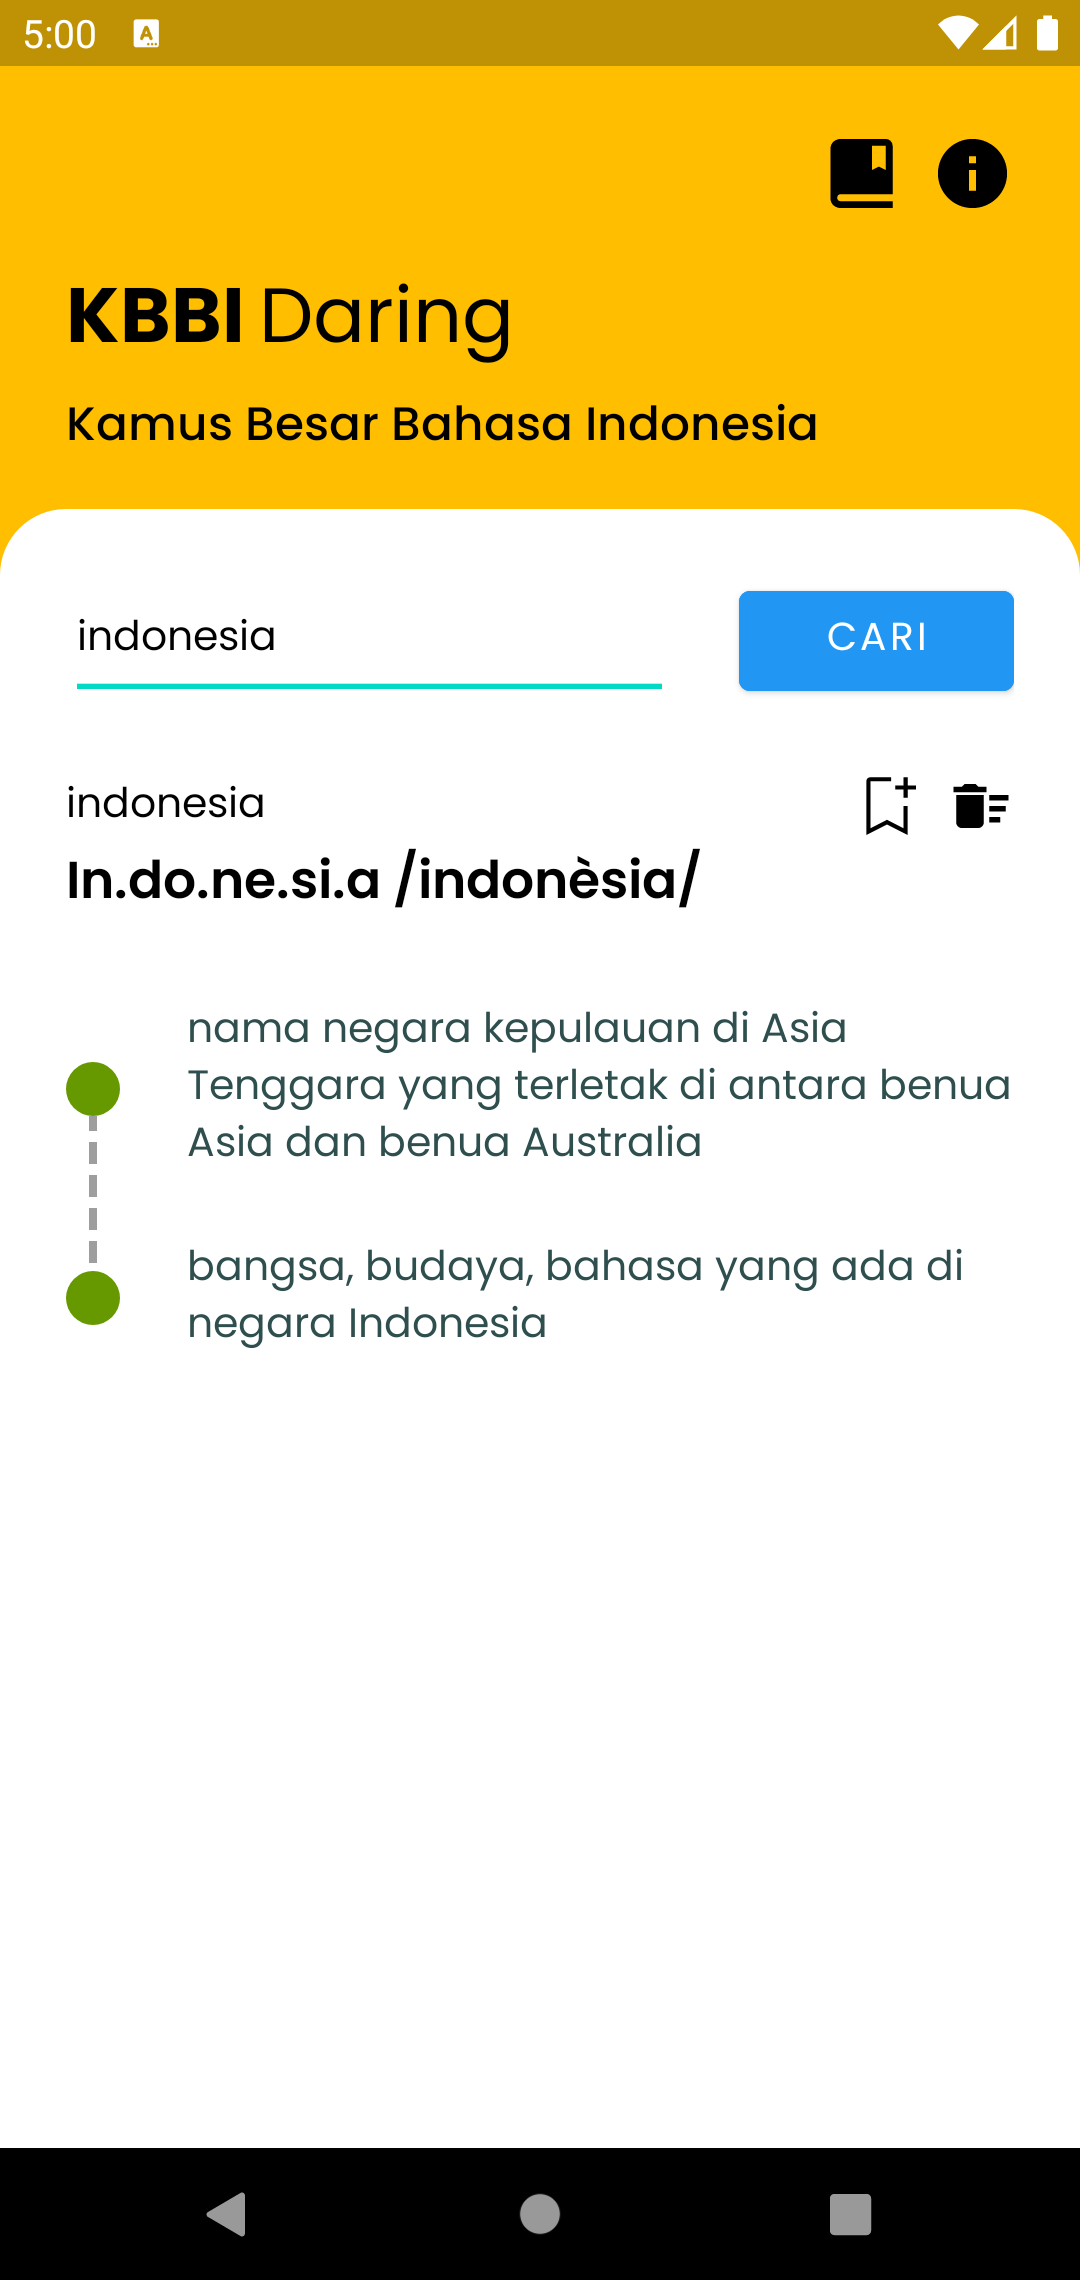 5:00
KBBI Daring
Kamus Besar Bahasa Indonesia
indonesia
CARI
indonesia
In.do.ne.si.a /indonèsia/
nama negara kepulauan di Asia
Tenggara yang terletak di antara benua
Asia dan benua Australia
bangsa, budaya, bahasa yang ada di
negara Indonesia